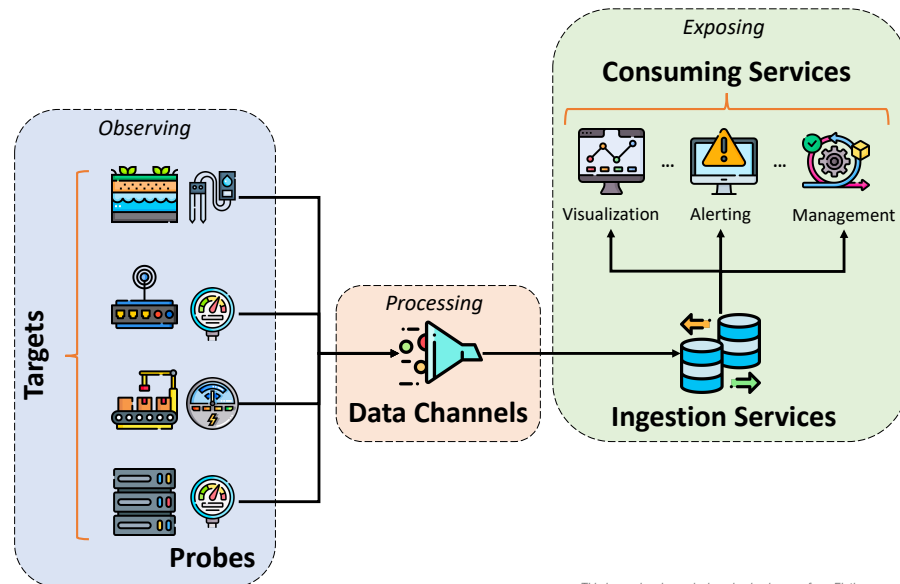 Exposing
Consuming Services
... ...
Visualization Alerting Management
Observing
Targets
Probes
Processing
Data Channels
Ingestion Services